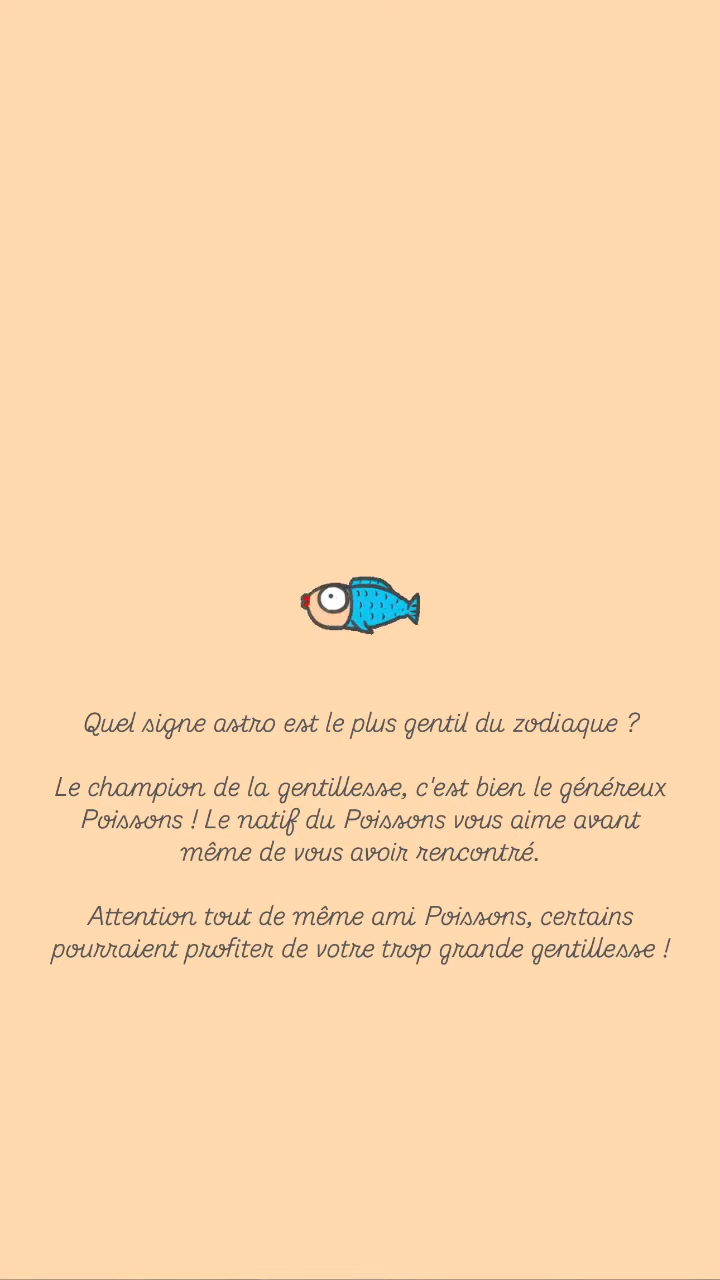 Quel signe astro est le plus gentil du zodiaque ?
Le champion de la gentillesse, c'est bien le généreux
Poissons ! Le natif du Poissons vous aime avant
même de vous avoir rencontré.
Attention tout de même ami Poissons, certains
pourraient profiter de votre trop grande gentillesse !